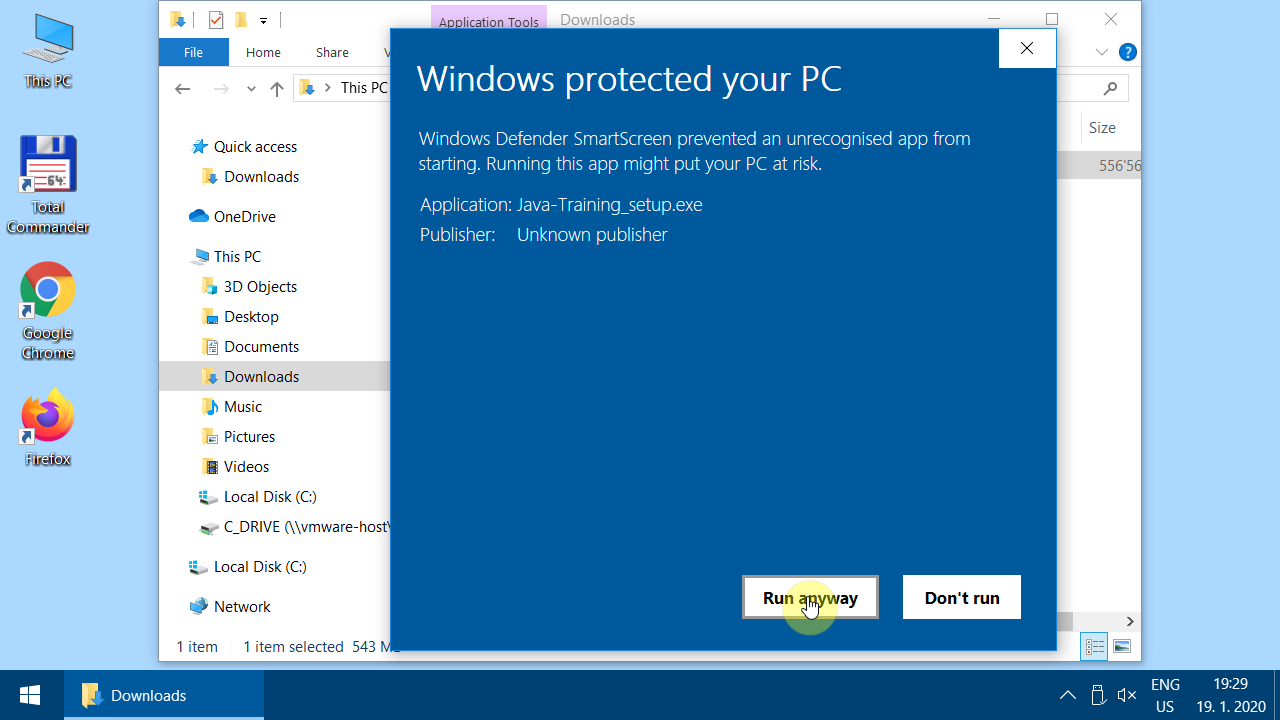 This PC
Total
Commander
64
Google
Chrome
Firefox
Application Tools
Downloads
File
Home
Share
This PC
Size
556'56
Quick access
Downloads
OneDrive
This PC
3D Objects
Desktop
Documents
Downloads
Music
Pictures
Videos
Local Disk (C:)
C_DRIVE (\\vmware-host\
Local Disk (C:)
Network
1 item
1 item selected 543 M
Windows protected your PC
Windows Defender SmartScreen prevented an unrecognised app from
starting. Running this app might put your PC at risk.
Application: Java-Training_setup.exe
Publisher: Unknown publisher
Run anyway
Don't run
Downloads
ENG
US
19:29
19. 1. 2020